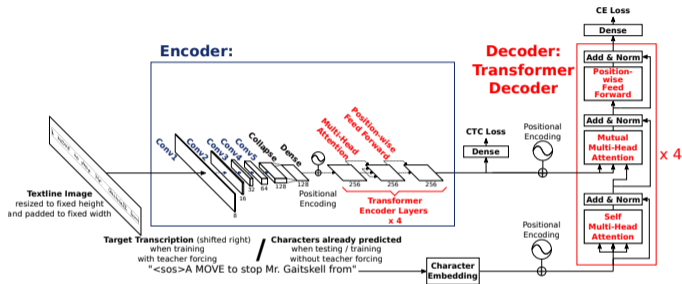 CE Loss
Dense
Encoder:
Decoder:
Transformer
Decoder
Add & Norm
Position-
wise
Feed
Forward
Add & Norm
Mutual
Multi-Head
Attention
x 4
Add & Norm
Self
Multi-Head
Attention
CTC Loss
Dense
Positional
Encoding
Positional
Encoding
Conv1
Conv2
Conv3
Conv4
Conv5
Collapse
Dense
8
16
32
64
128
128
Positional
Encoding
Multi-Head
Attention
Position-wise
Feed Forward
256
256
256
Transformer
Encoder Layers
x 4
Textline Image
resized to fixed height
and padded to fixed width
Target Transcription (shifted right)
when training
with teacher forcing
/
Characters already predicted
when testing / training
without teacher forcing
"<sos>A MOVE to stop Mr. Gaitskell from"
Character
Embedding